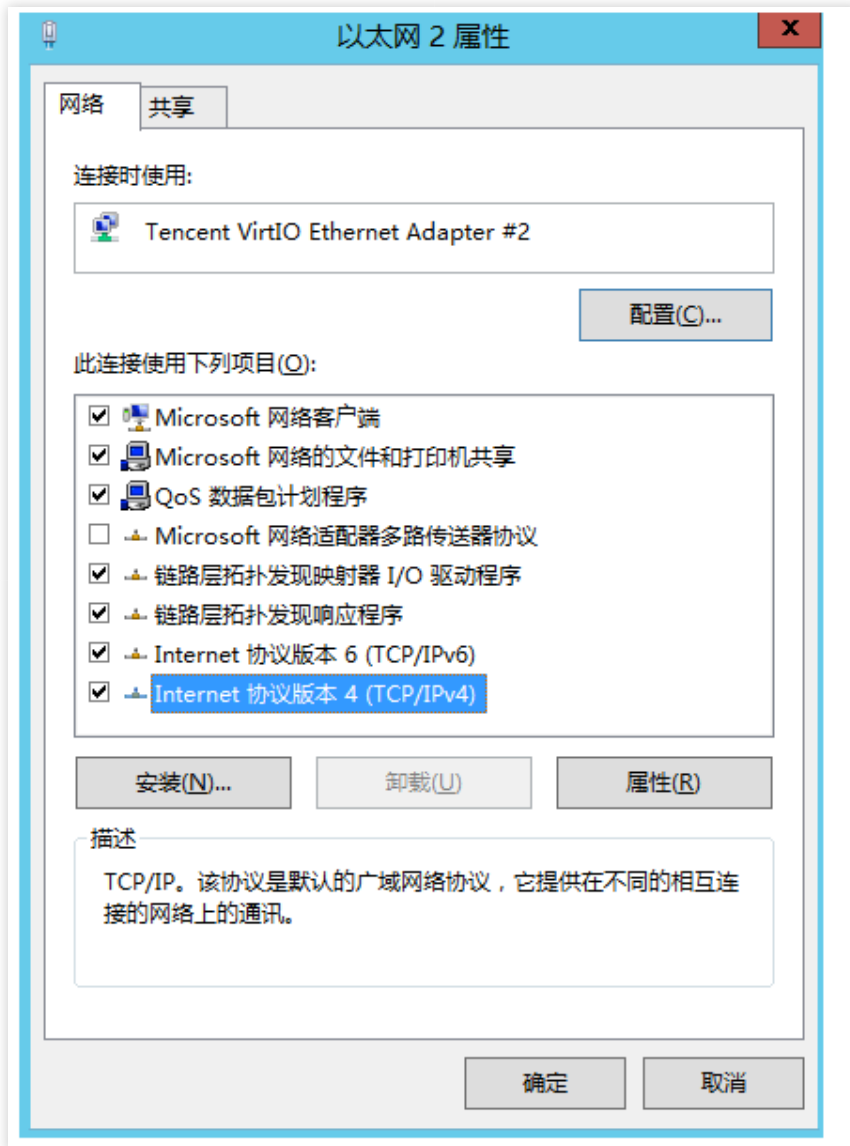 以太网 2 属性
x
网络
共享
连接时使用:
Tencent VirtIO Ethernet Adapter #2
配置(C)...
此连接使用下列项目(O):
Microsoft 网络客户端
Microsoft 网络的文件和打印机共享
QoS 数据包计划程序
Microsoft 网络适配器多路传送器协议
链路层拓扑发现映射器 I/O 驱动程序
链路层拓扑发现响应程序
Internet 协议版本 6 (TCP/IPv6)
Internet 协议版本 4 (TCP/IPv4)
安装(N)...
卸载(U)
属性(R)
描述
TCP/IP。该协议是默认的广域网络协议，它提供在不同的相互连
接的网络上的通讯。
确定
取消